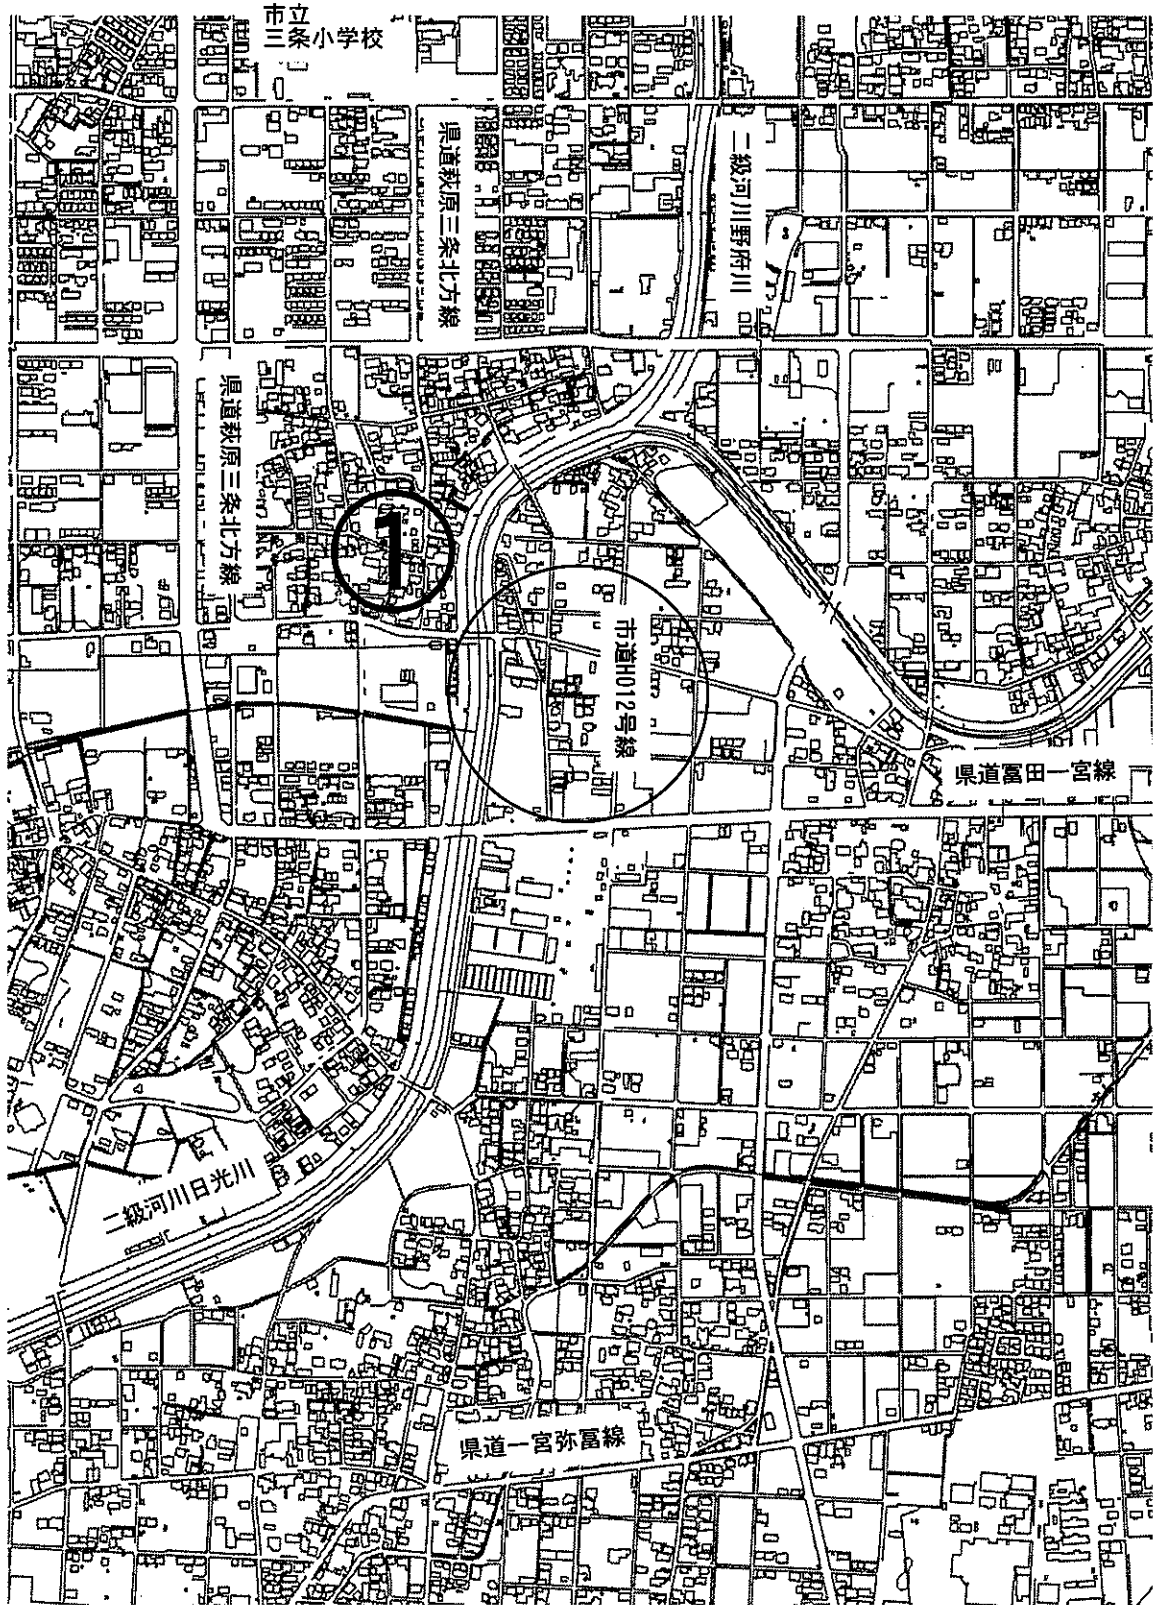 市立
三条小学校
県道萩原三条北方線
二級河川野府川
県道萩原三条北方線
1
市道H012号線
県道冨田一宮線
二級河川日光川
県道一宮弥冨線